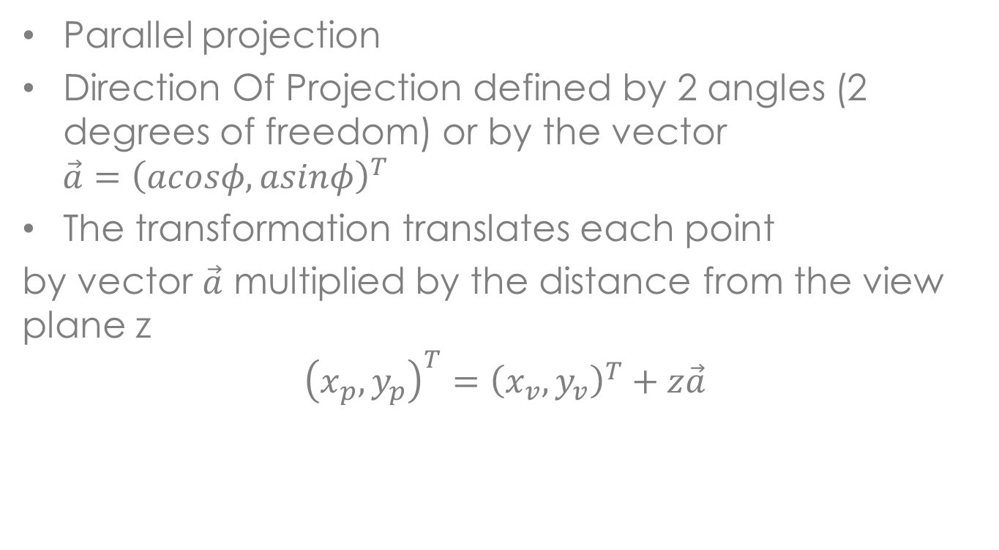 • Parallel projection
• Direction Of Projection defined by 2 angles (2
degrees of freedom) or by the vector
$\vec{a} = (acos\phi, asin\phi)^T$
• The transformation translates each point
by vector $\vec{a}$ multiplied by the distance from the view
plane z
$(x_p, y_p)^T = (x_v, y_v)^T + z\vec{a}$